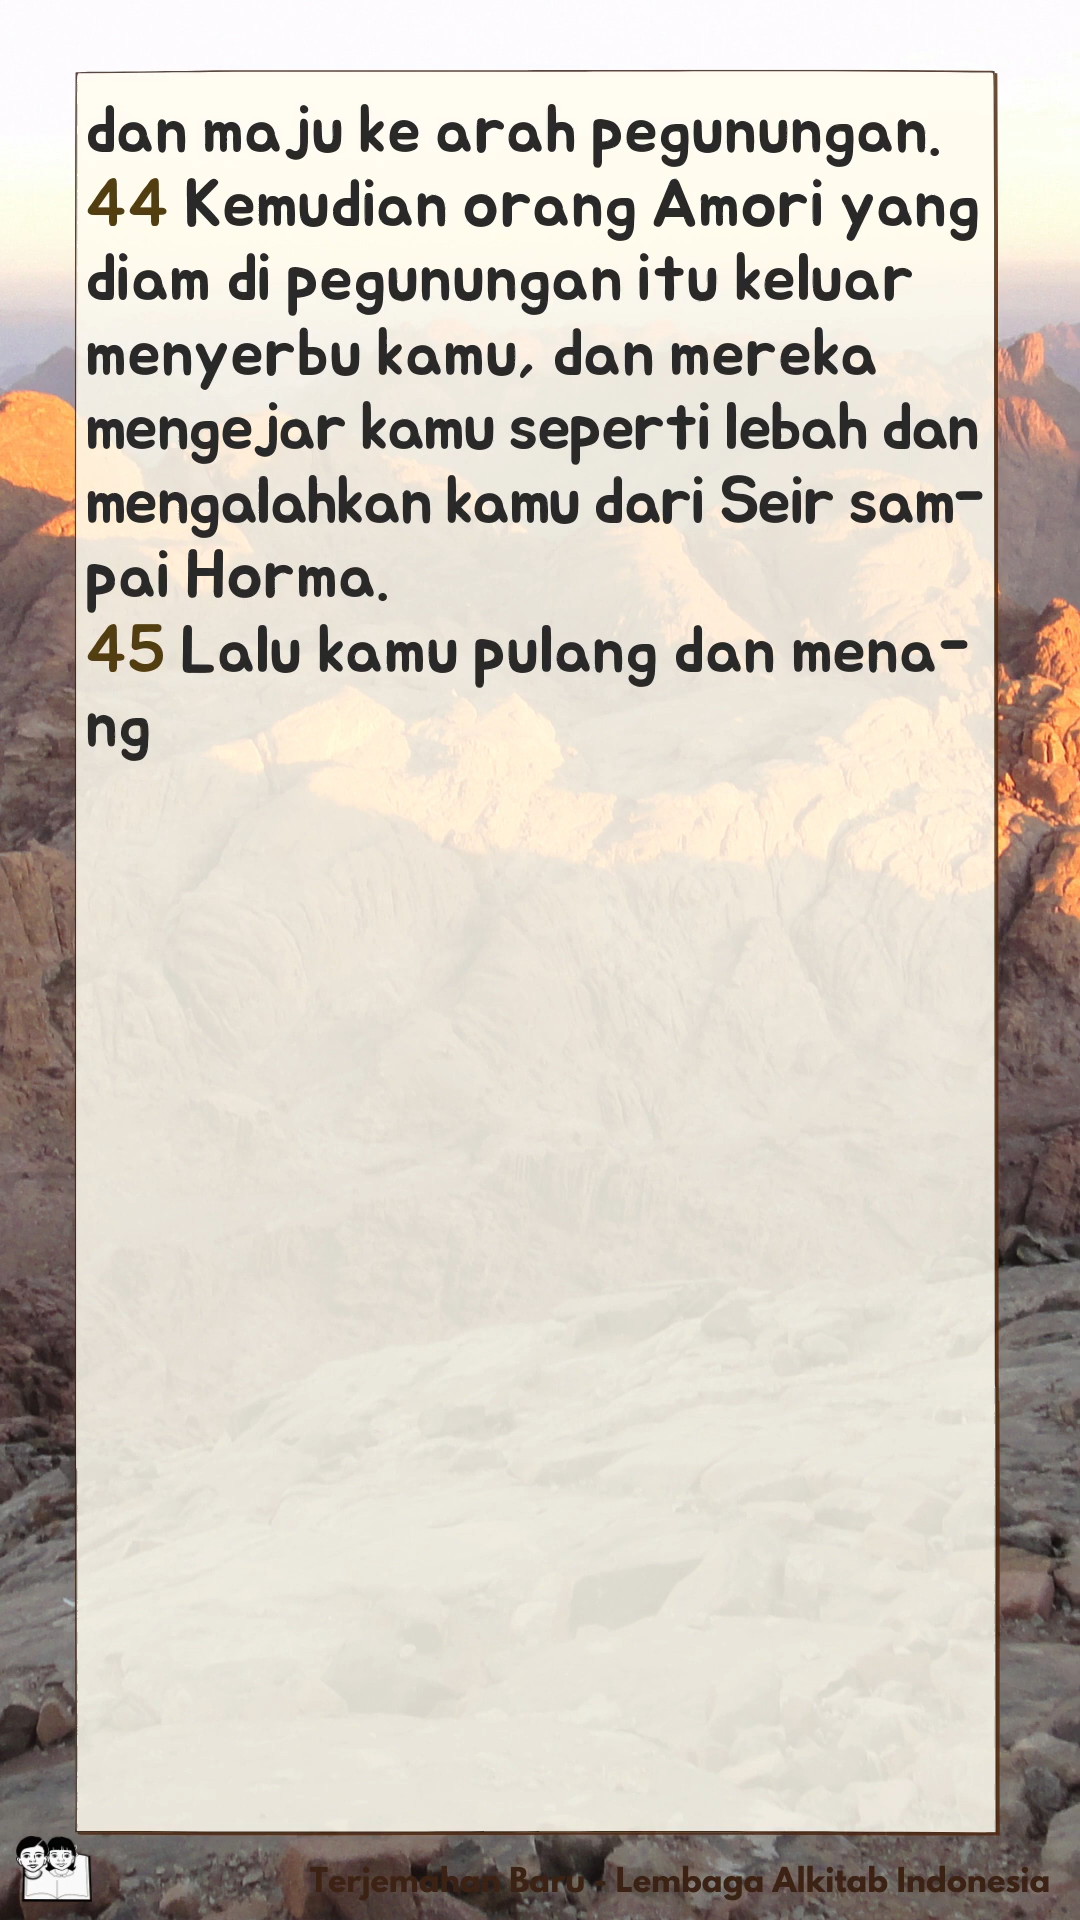 dan maju ke arah pegunungan.
44 Kemudian orang Amori yang
diam di pegunungan itu keluar
menyerbu kamu, dan mereka
mengejar kamu seperti lebah dan
mengalahkan kamu dari Seir sam-
pai Horma.
45 Lalu kamu pulang dan mena-
ng
Terjemahan Baru - Lembaga Alkitab Indonesia